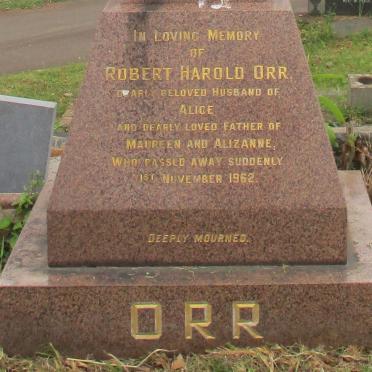 IN LOVING MEMORY
OF
ROBERT HAROLD ORR,
DEARLY BELOVED HUSBAND OF
ALICE
AND DEARLY LOVED FATHER OF
MAUREEN AND ALIZANNE,
WHO PASSED AWAY SUDDENLY
1ST NOVEMBER 1962.
DEEPLY MOURNED.
ORR